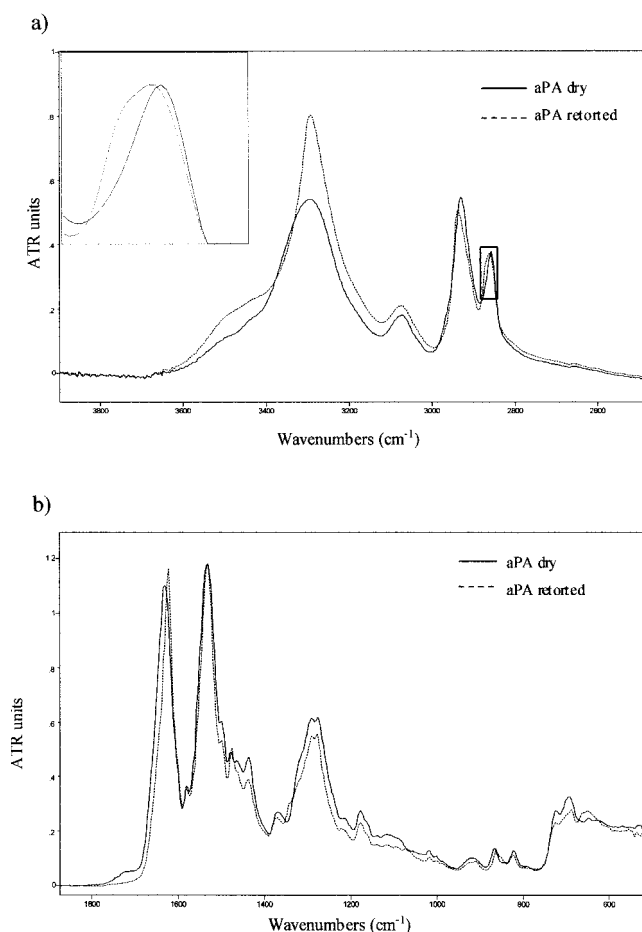 a)
1
.8
.6
.4
.2
0
ATR units
aPA dry
aPA retorted
3800 3600 3400 3200 3000 2800 2600
Wavenumbers (cm-1)
b)
12
1
.8
.6
.4
.2
0
ATR units
aPA dry
aPA retorted
1800 1600 1400 1200 1000 800 600
Wavenumbers (cm-1)